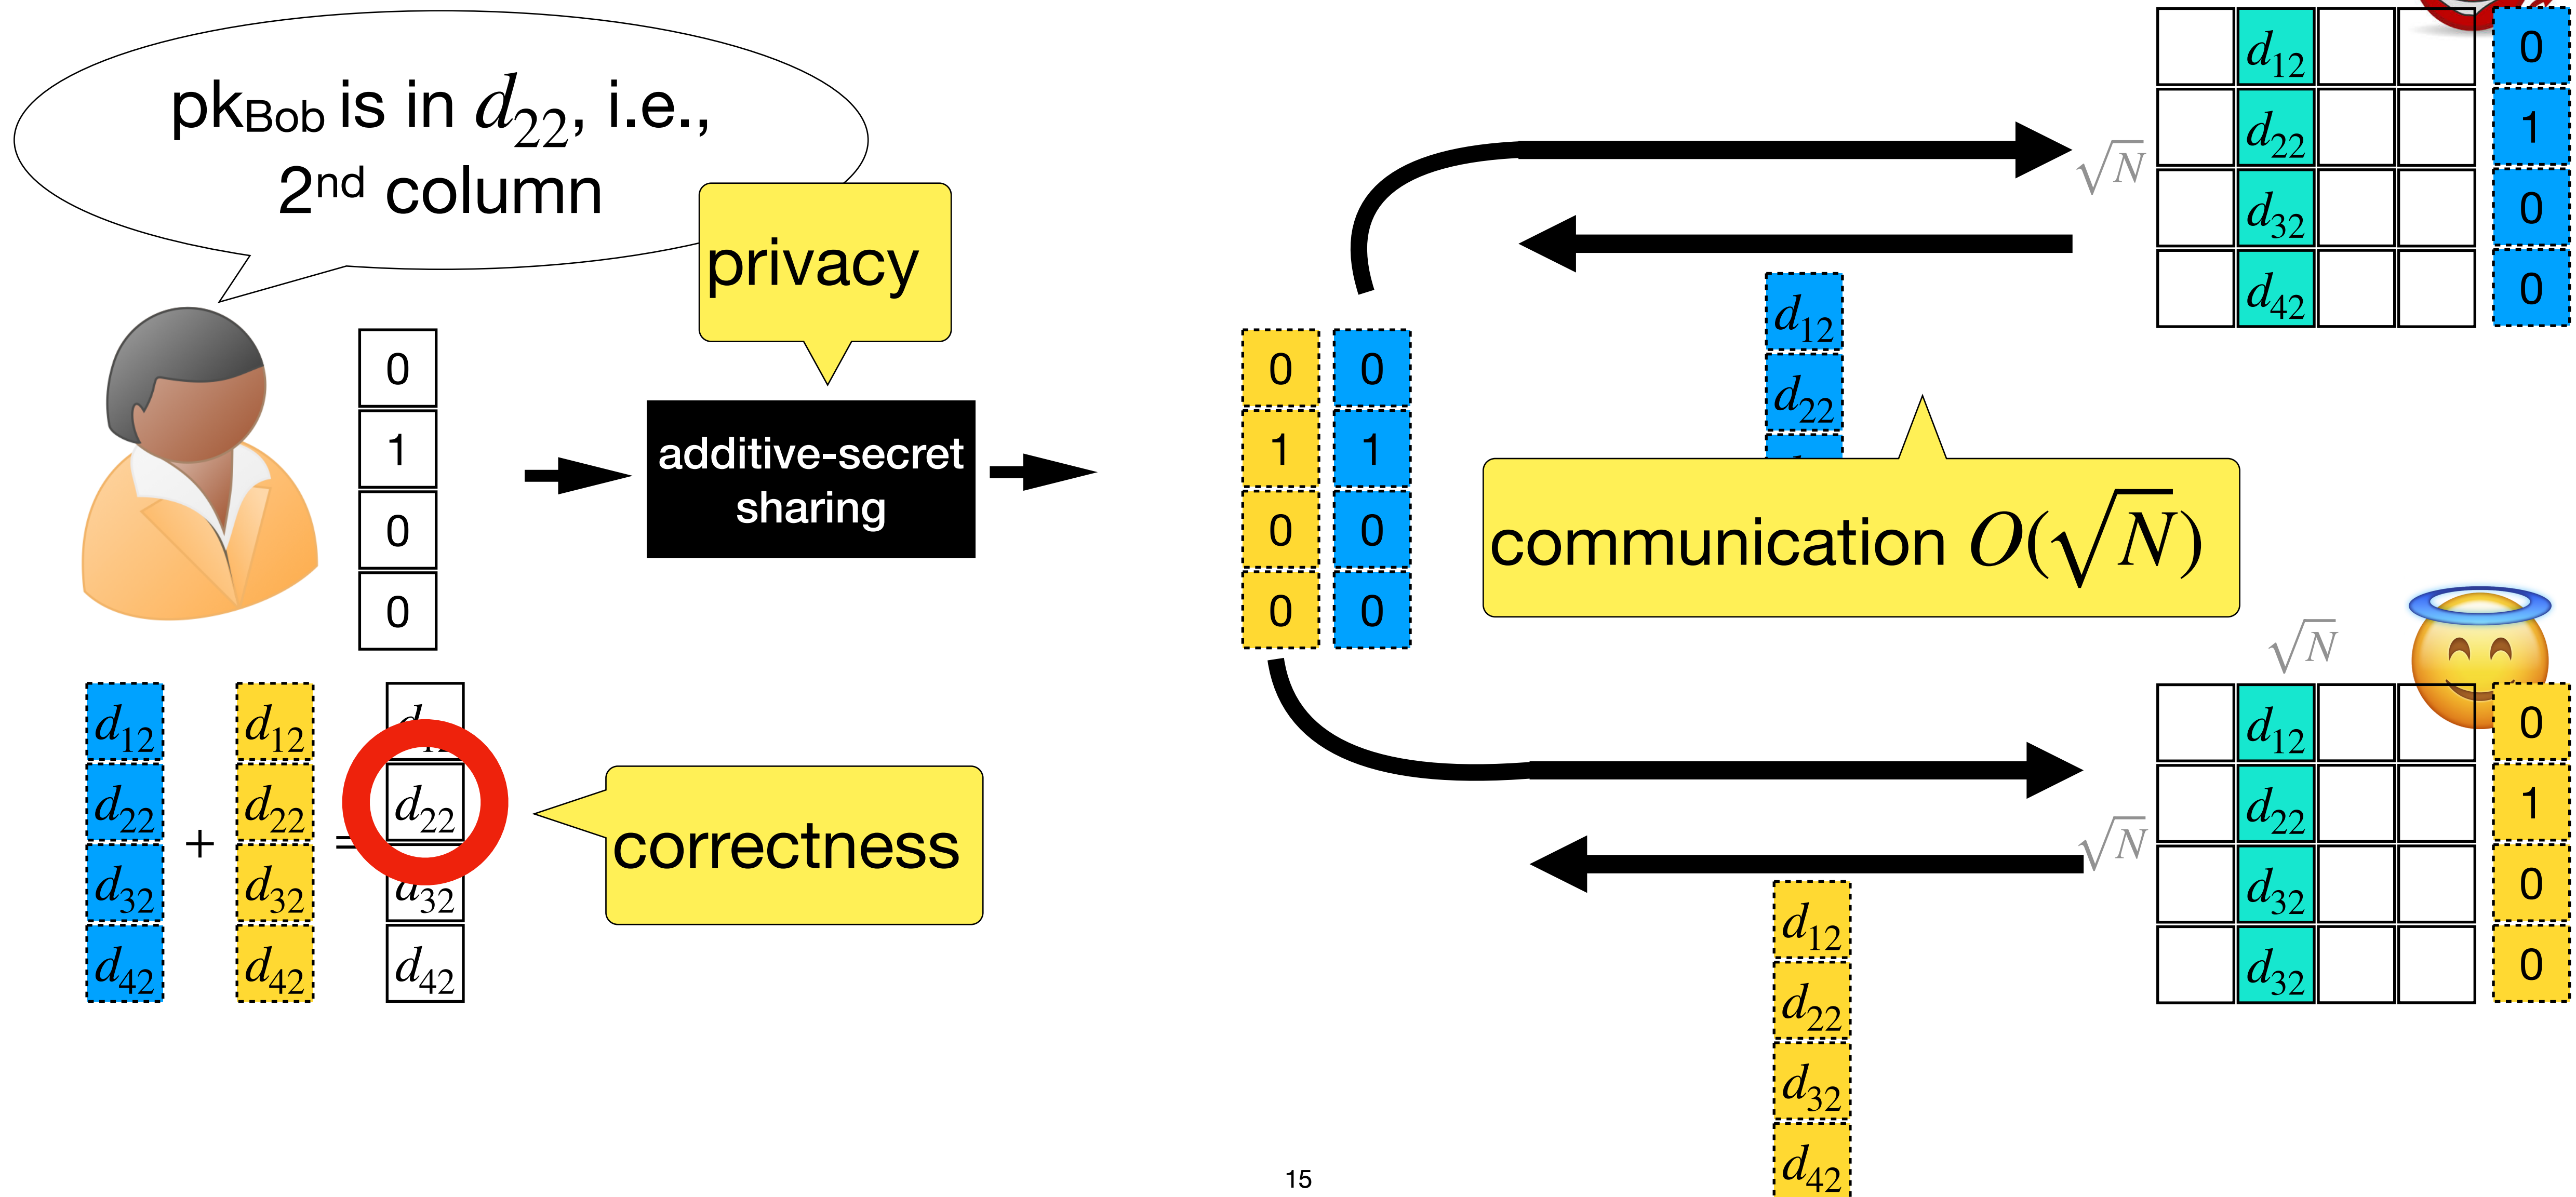 pkBob is in d22, i.e.,
2nd column
privacy
0
1
0
0
additive-secret
sharing
0 0
1 1
0 0
0 0
√N
d12 0
d22 1
d32 0
d42 0
d12
d22
communication O(√N)
√N
√N
d12 0
d22 1
d32 0
d32 0
d12
d22
d32
d42
d12 d12
d22 + d22 = d22
d32 d32 d32
d42 d42 d42
correctness
15